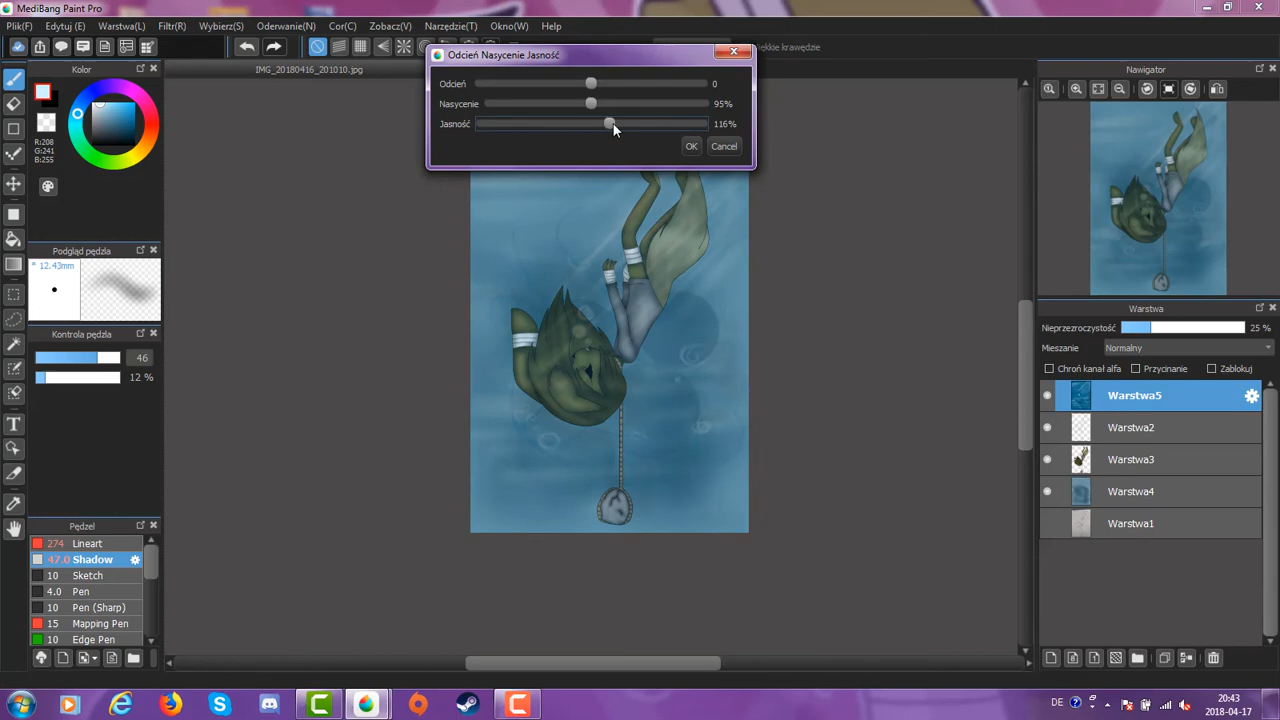 MediBang Paint Pro
Plik(F) Edytuj (E) Warstwa(L) Filtr(R) Wybierz(S) Oderwanie(N) Cor(C) Zobacz(V) Narzędzie(T) Okno(W) Help
kkie krawędzie
Kolor
IMG_20180416_201010.jpg
R:208
G:241
B:255
Podgląd pędzla
* 12.43mm
Kontrola pędzla
46
12 %
Pędzel
274 Lineart
47.0 Shadow
10 Sketch
4.0 Pen
10 Pen (Sharp)
15 Mapping Pen
10 Edge Pen
Odcień Nasycenie Jasność
Odcień 0
Nasycenie 95%
Jasność 116%
OK Cancel
Nawigator
Warstwa
Nieprzezroczystość 25 %
Mieszanie Normalny
Chroń kanał alfa Przycinanie Zablokuj
Warstwa5
Warstwa2
Warstwa3
Warstwa4
Warstwa1
DE
20:43
2018-04-17